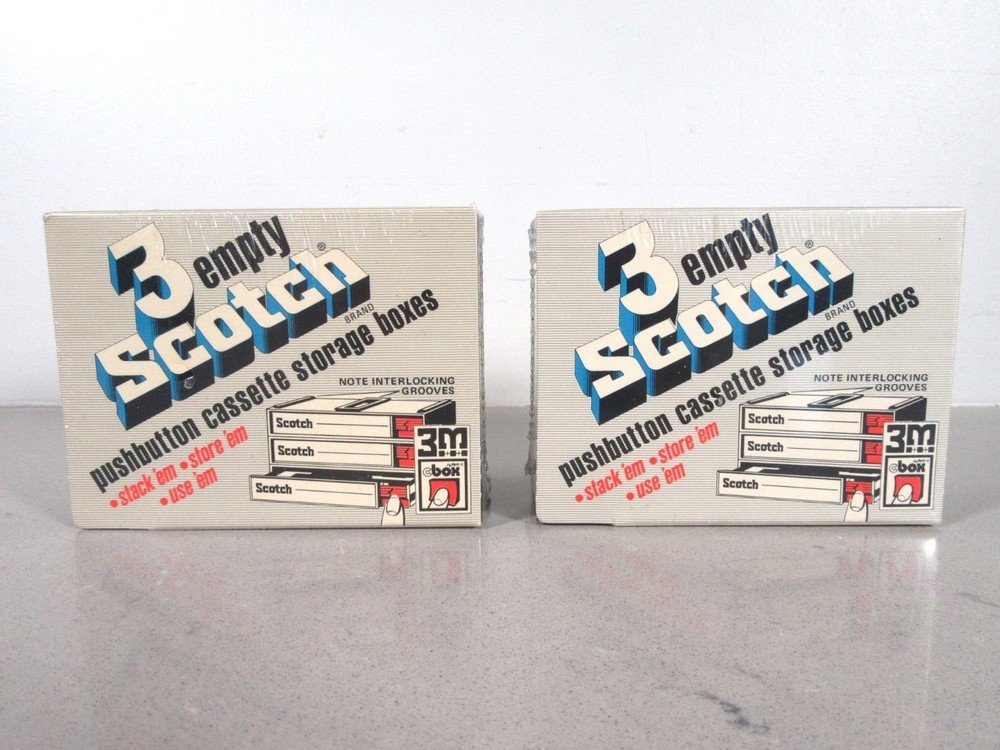 3 empty
Scotch®
BRAND
pushbutton cassette storage boxes
•stack 'em •store 'em
•use 'em
NOTE INTERLOCKING
GROOVES
Scotch
Scotch
Scotch
3M
cbox
3 empty
Scotch®
BRAND
pushbutton cassette storage boxes
•stack 'em •store 'em
•use 'em
NOTE INTERLOCKING
GROOVES
Scotch
Scotch
Scotch
3M
cbox